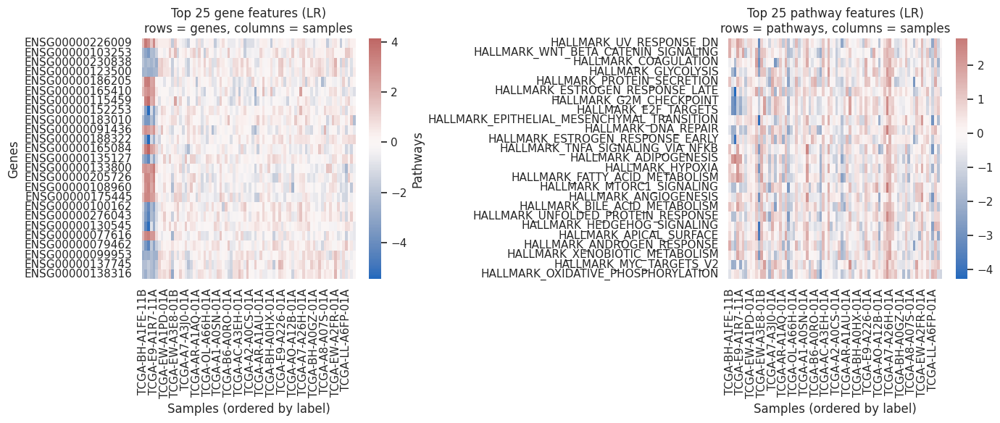 Top 25 gene features (LR)
rows = genes, columns = samples
Genes
ENSG00000226009
ENSG00000103253
ENSG00000230838
ENSG00000123500
ENSG00000186205
ENSG00000165410
ENSG00000115459
ENSG00000152253
ENSG00000183010
ENSG00000091436
ENSG00000188322
ENSG00000165084
ENSG00000135127
ENSG00000133800
ENSG00000205726
ENSG00000108960
ENSG00000175445
ENSG00000100162
ENSG00000276043
ENSG00000130545
ENSG00000077616
ENSG00000079462
ENSG00000099953
ENSG00000137745
ENSG00000138316
TCGA-BH-A1FE-11B
TCGA-E9-A1R7-11A
TCGA-EW-A1PD-01A
TCGA-EW-A3E8-01B
TCGA-A7-A3J0-01A
TCGA-AR-A1AQ-01A
TCGA-OL-A66H-01A
TCGA-A1-A0SN-01A
TCGA-B6-A0RO-01A
TCGA-AC-A3EH-01A
TCGA-A2-A0CS-01A
TCGA-AR-A1AU-01A
TCGA-BH-A0HX-01A
TCGA-E9-A226-01A
TCGA-AO-A12B-01A
TCGA-A7-A26H-01A
TCGA-BH-A0GZ-01A
TCGA-A8-A07S-01A
TCGA-EW-A2FR-01A
TCGA-LL-A6FP-01A
Samples (ordered by label)
4
2
0
−2
−4
Top 25 pathway features (LR)
rows = pathways, columns = samples
Pathways
HALLMARK_UV_RESPONSE_DN
HALLMARK_WNT_BETA_CATENIN_SIGNALING
HALLMARK_COAGULATION
HALLMARK_GLYCOLYSIS
HALLMARK_PROTEIN_SECRETION
HALLMARK_ESTROGEN_RESPONSE_LATE
HALLMARK_G2M_CHECKPOINT
HALLMARK_E2F_TARGETS
HALLMARK_EPITHELIAL_MESENCHYMAL_TRANSITION
HALLMARK_DNA_REPAIR
HALLMARK_ESTROGEN_RESPONSE_EARLY
HALLMARK_TNFA_SIGNALING_VIA_NFKB
HALLMARK_ADIPOGENESIS
HALLMARK_HYPOXIA
HALLMARK_FATTY_ACID_METABOLISM
HALLMARK_MTORC1_SIGNALING
HALLMARK_ANGIOGENESIS
HALLMARK_BILE_ACID_METABOLISM
HALLMARK_UNFOLDED_PROTEIN_RESPONSE
HALLMARK_HEDGEHOG_SIGNALING
HALLMARK_APICAL_SURFACE
HALLMARK_ANDROGEN_RESPONSE
HALLMARK_XENOBIOTIC_METABOLISM
HALLMARK_MYC_TARGETS_V2
HALLMARK_OXIDATIVE_PHOSPHORYLATION
TCGA-BH-A1FE-11B
TCGA-E9-A1R7-11A
TCGA-EW-A1PD-01A
TCGA-EW-A3E8-01B
TCGA-A7-A3J0-01A
TCGA-AR-A1AQ-01A
TCGA-OL-A66H-01A
TCGA-A1-A0SN-01A
TCGA-B6-A0RO-01A
TCGA-AC-A3EH-01A
TCGA-A2-A0CS-01A
TCGA-AR-A1AU-01A
TCGA-BH-A0HX-01A
TCGA-E9-A226-01A
TCGA-AO-A12B-01A
TCGA-A7-A26H-01A
TCGA-BH-A0GZ-01A
TCGA-A8-A07S-01A
TCGA-EW-A2FR-01A
TCGA-LL-A6FP-01A
Samples (ordered by label)
2
1
0
−1
−2
−3
−4